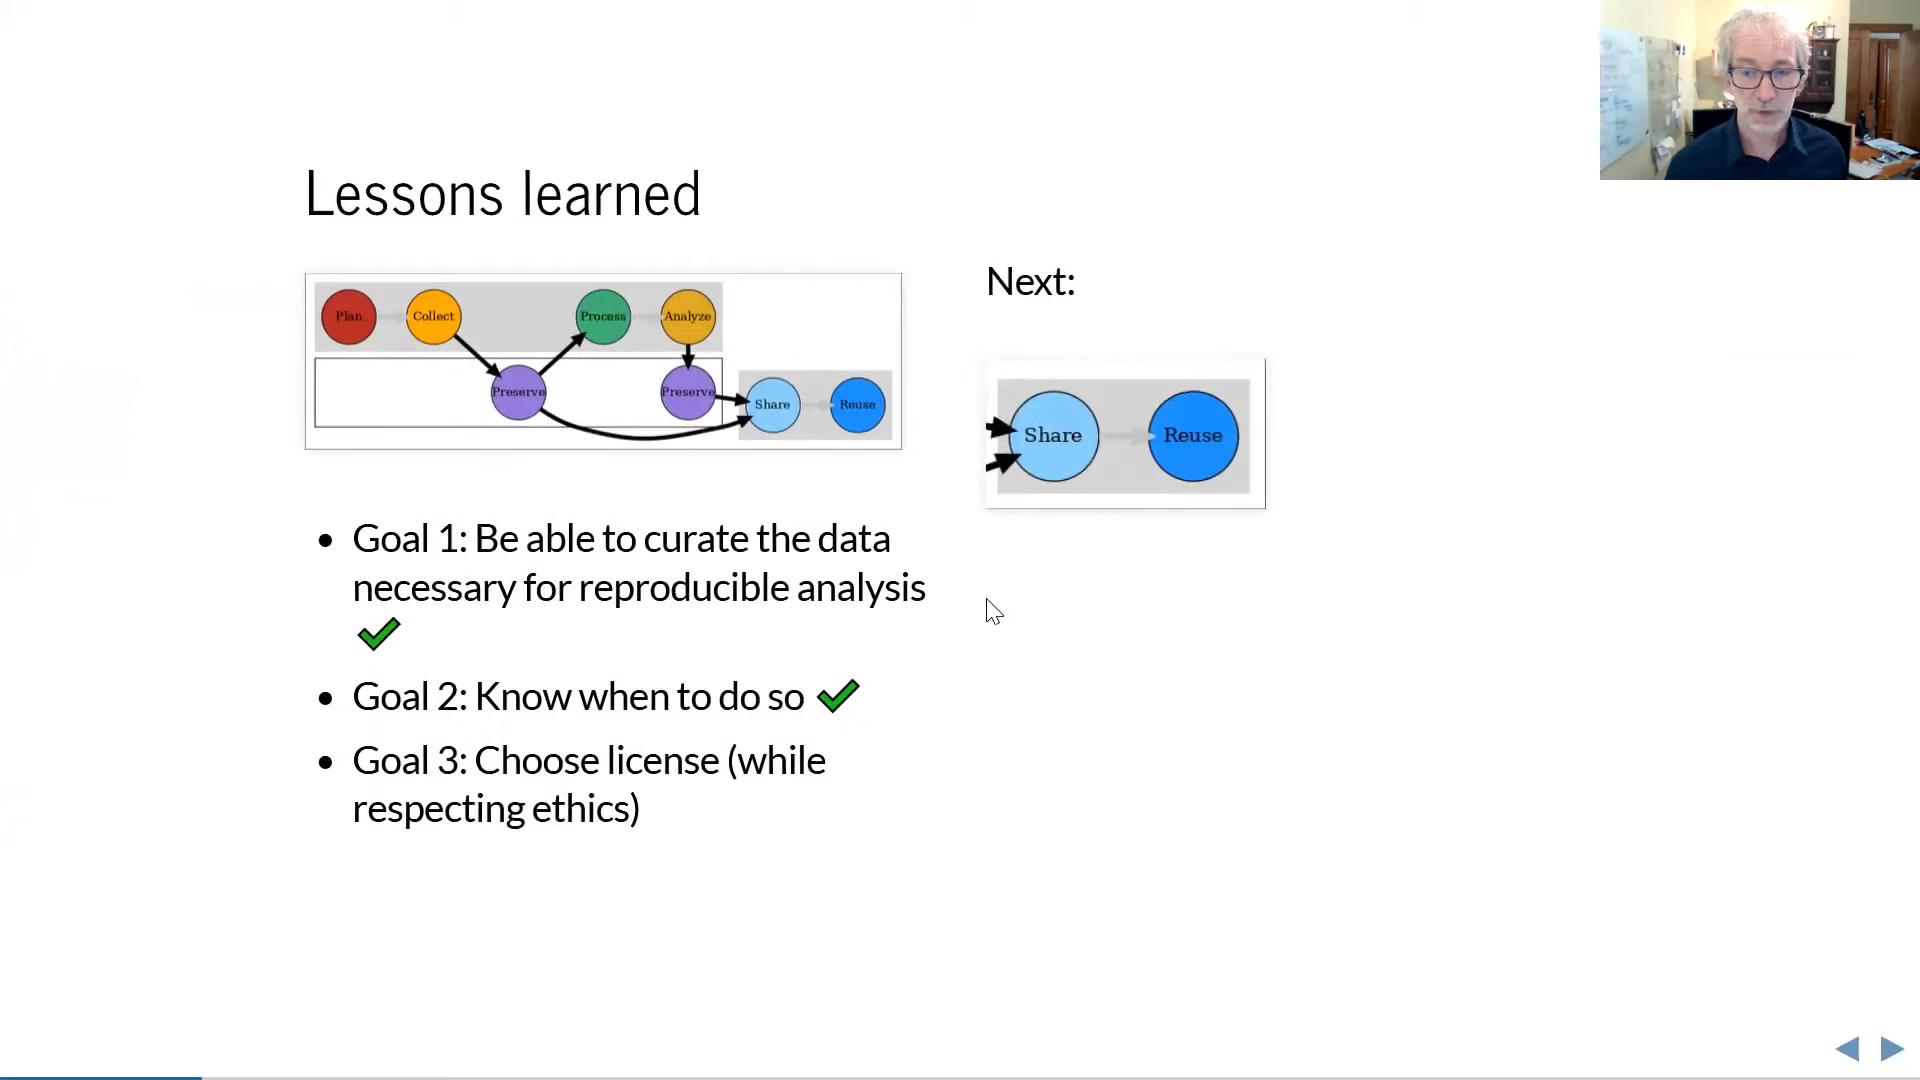 Lessons learned
Plan
Collect
Process
Analyze
Preserve
Preserve
Share
Reuse
Next:
Share
Reuse
Goal 1: Be able to curate the data
necessary for reproducible analysis
Goal 2: Know when to do so
Goal 3: Choose license (while
respecting ethics)